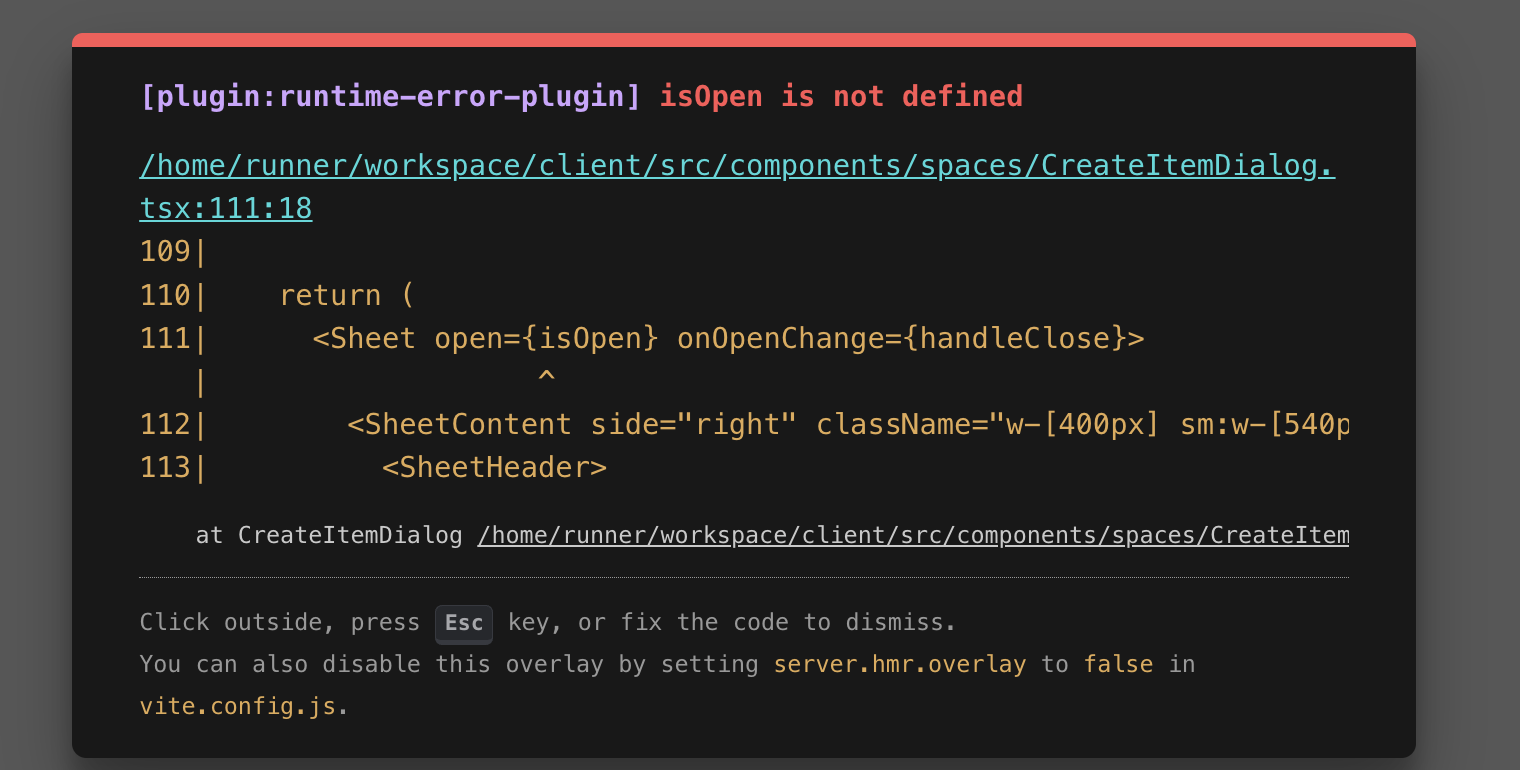 [plugin:runtime-error-plugin] isOpen is not defined
/home/runner/workspace/client/src/components/spaces/CreateItemDialog.
tsx:111:18
109|
110|    return (
111|      <Sheet open={isOpen} onOpenChange={handleClose}>
   |                   ^
112|        <SheetContent side="right" className="w-[400px] sm:w-[540p
113|          <SheetHeader>
at CreateItemDialog /home/runner/workspace/client/src/components/spaces/CreateItem
Click outside, press Esc key, or fix the code to dismiss.
You can also disable this overlay by setting server.hmr.overlay to false in
vite.config.js.